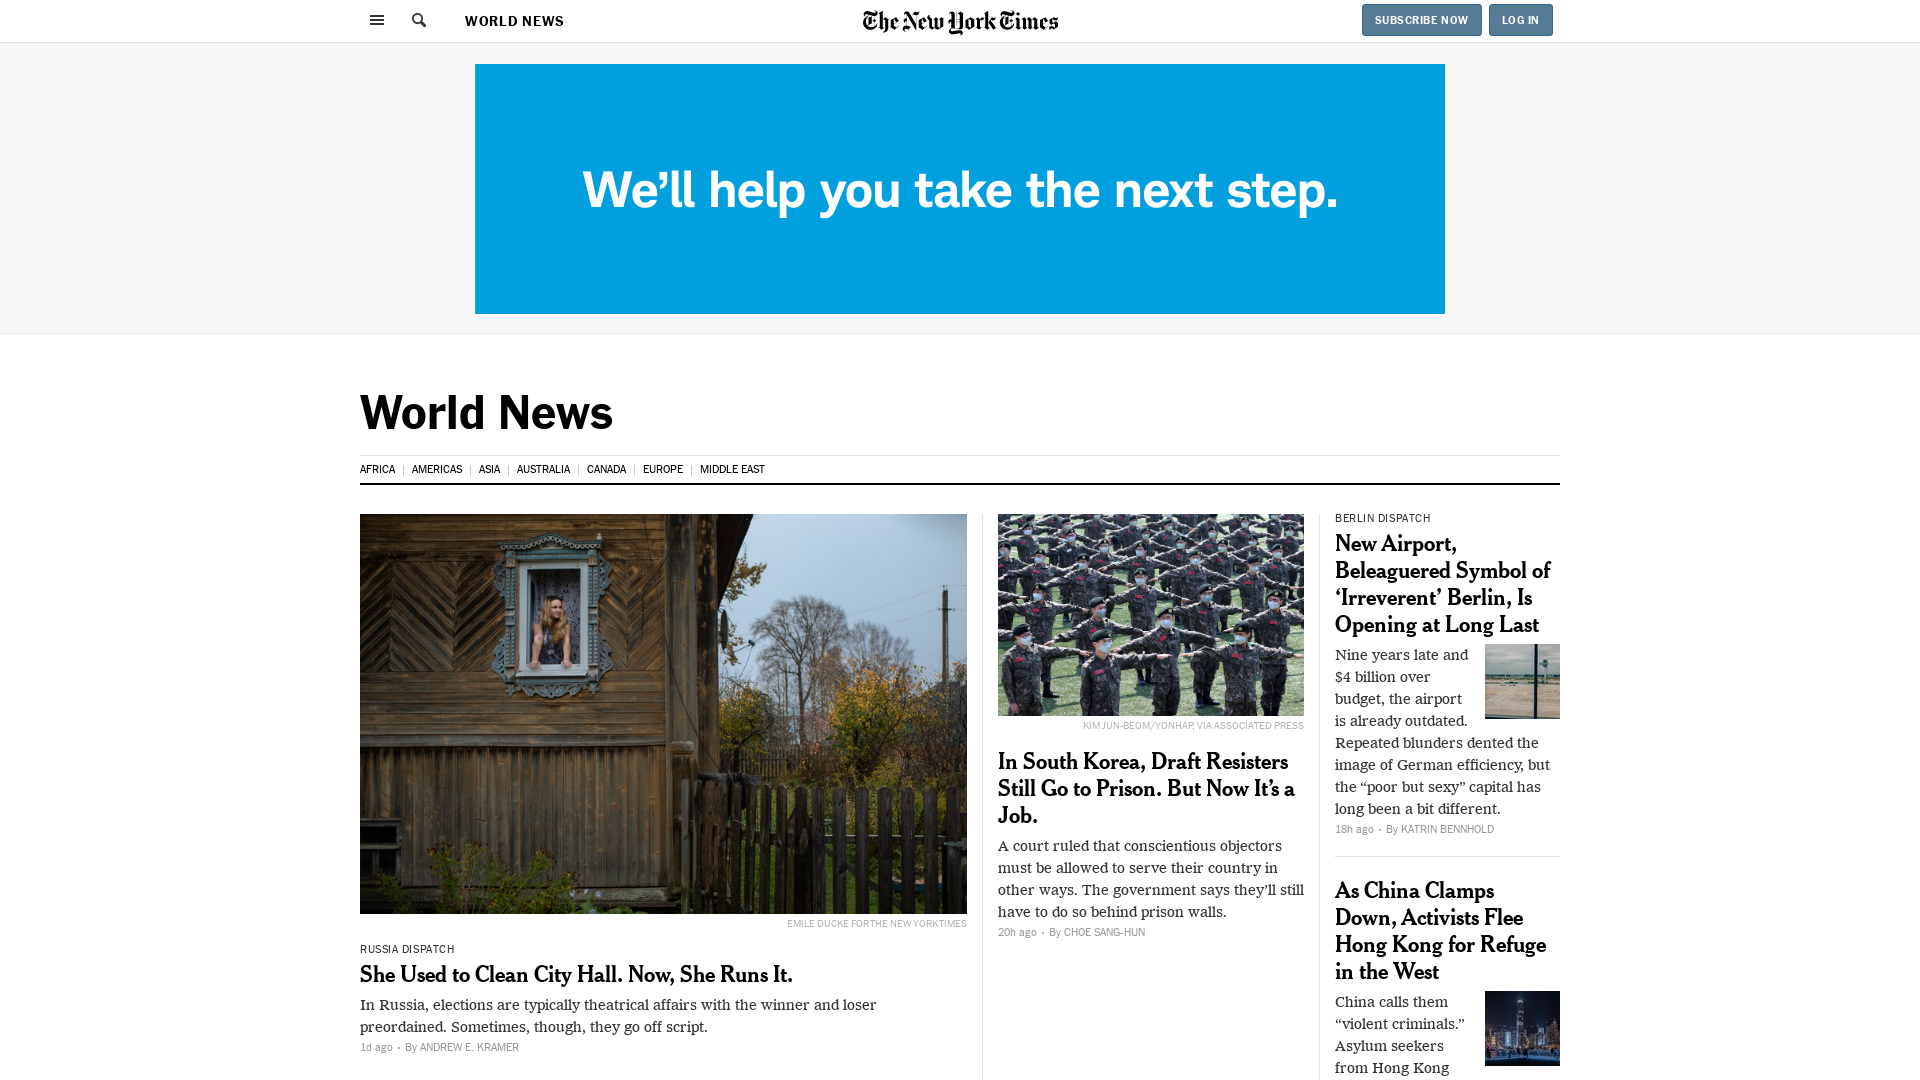 WORLD NEWS
The New York Times
SUBSCRIBE NOW
LOG IN
We'll help you take the next step.
World News
AFRICA
AMERICAS
ASIA
AUSTRALIA
CANADA
EUROPE
MIDDLE EAST
EMILE DUCKE FOR THE NEW YORK TIMES
RUSSIA DISPATCH
She Used to Clean City Hall. Now, She Runs It.
In Russia, elections are typically theatrical affairs with the winner and loser
preordained. Sometimes, though, they go off script.
1d ago • By ANDREW E. KRAMER
KIM JUN-BEOM/YONHAP, VIA ASSOCIATED PRESS
In South Korea, Draft Resisters
Still Go to Prison. But Now It's a
Job.
A court ruled that conscientious objectors
must be allowed to serve their country in
other ways. The government says they'll still
have to do so behind prison walls.
20h ago • By CHOE SANG-HUN
BERLIN DISPATCH
New Airport,
Beleaguered Symbol of
‘Irreverent’ Berlin, Is
Opening at Long Last
Nine years late and
$4 billion over
budget, the airport
is already outdated.
Repeated blunders dented the
image of German efficiency, but
the “poor but sexy” capital has
long been a bit different.
18h ago • By KATRIN BENNHOLD
As China Clamps
Down, Activists Flee
Hong Kong for Refuge
in the West
China calls them
“violent criminals.”
Asylum seekers
from Hong Kong